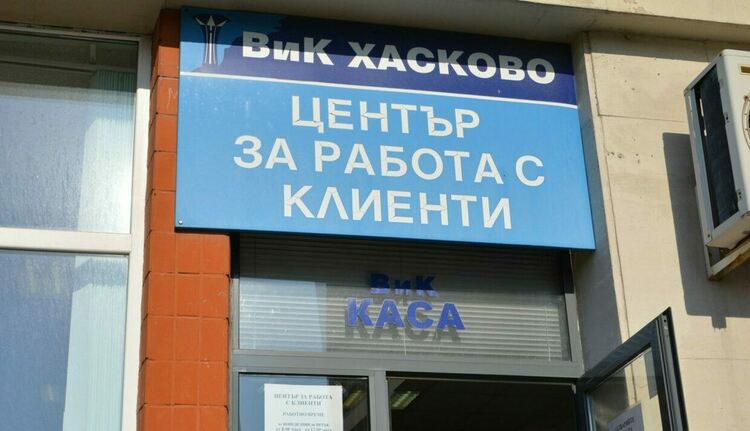 ВиК ХАСКОВО
ЦЕНТЪР
ЗА РАБОТА С
КЛИЕНТИ
ВиК
КАСА
ЦЕНТЪР ЗА РАБОТА
С КЛИЕНТИ
РАБОТНО ВРЕМЕ